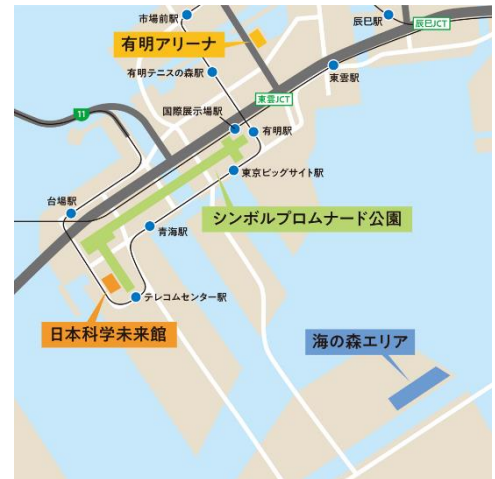 市場前駅
辰巳駅
辰巳JCT
有明アリーナ
有明テニスの森駅
東雲駅
東雲JCT
国際展示場駅
11
有明駅
東京ビッグサイト駅
台場駅
シンボルプロムナード公園
青海駅
テレコムセンター駅
日本科学未来館
海の森エリア